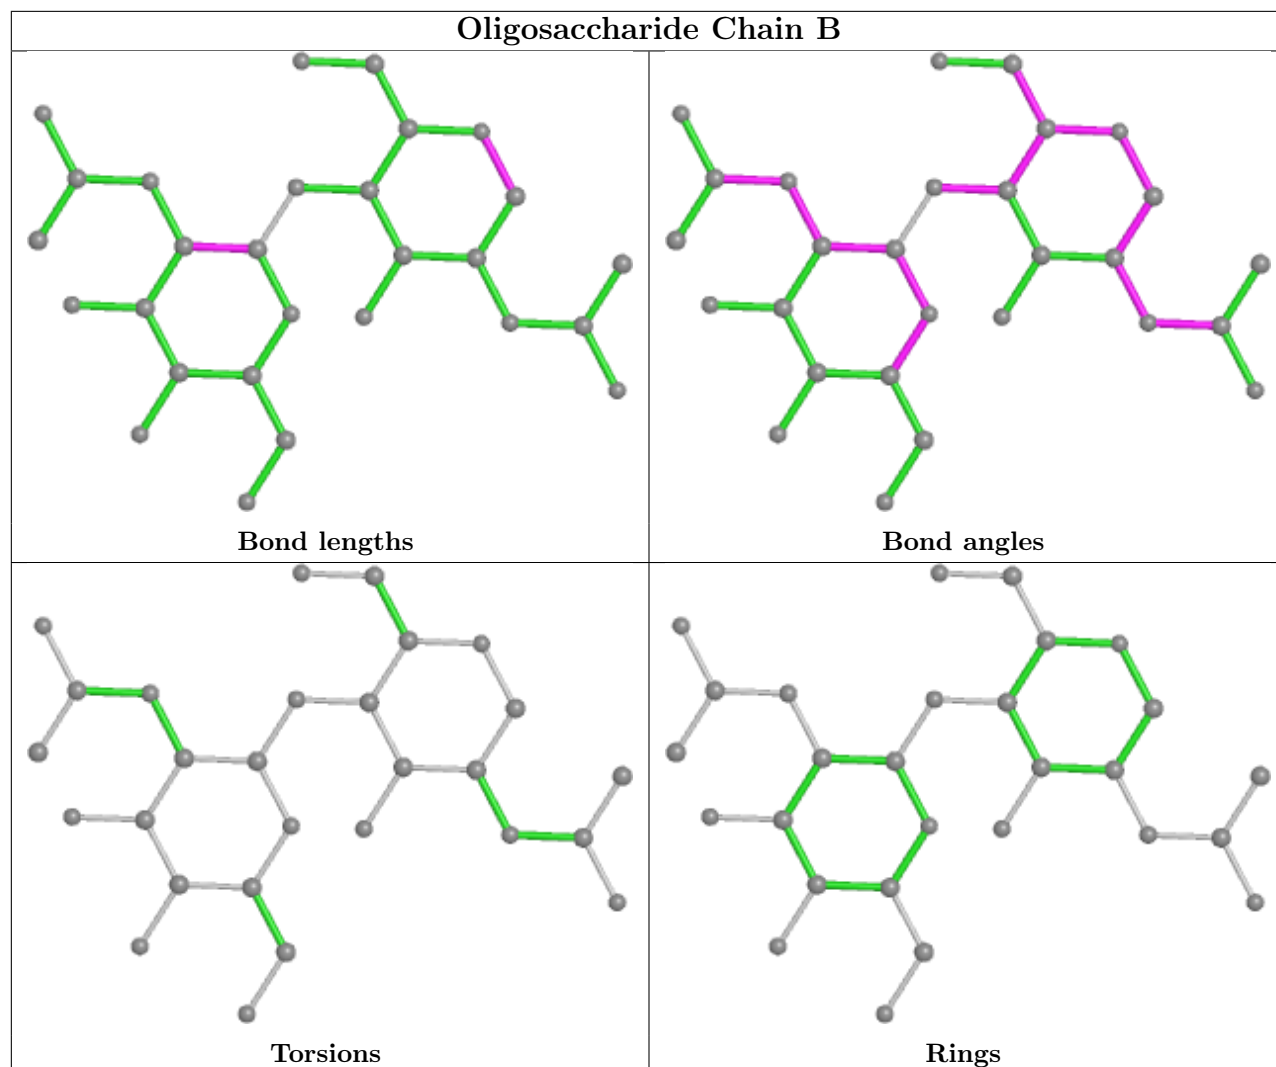 Oligosaccharide Chain B
Bond lengths
Bond angles
Torsions
Rings